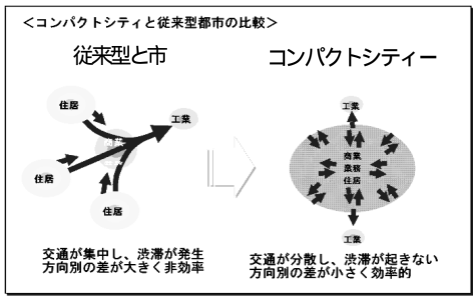 ＜コンパクトシティと従来型都市の比較＞
従来型と市
コンパクトシティー
住居
工業
商業
住居
住居
工業
商業
業務
住居
工業
交通が集中し、渋滞が発生
方向別の差が大きく非効率
交通が分散し、渋滞が起きない
方向別の差が小さく効率的